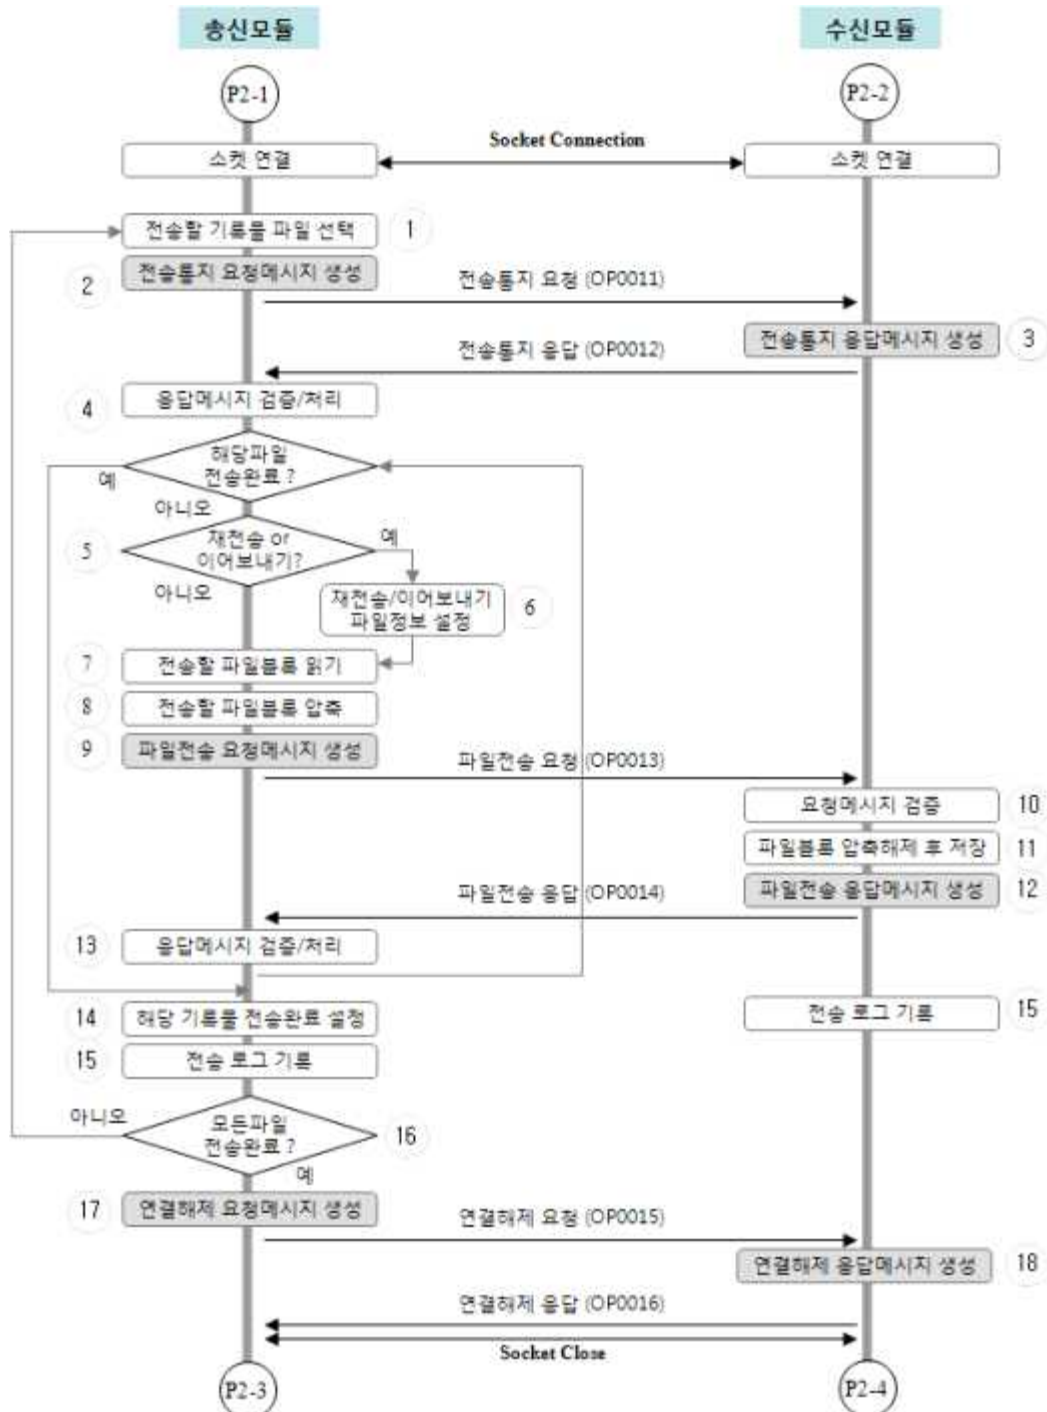 송신모듈
수신모듈
P2-1
P2-2
Socket Connection
소켓 연결
소켓 연결
전송할 기록물 파일 선택
1
전송통지 요청메시지 생성
2
전송통지 요청 (OP0011)
전송통지 응답메시지 생성
3
전송통지 응답 (OP0012)
응답메시지 검증/처리
4
해당파일
전송완료 ?
예
아니오
재전송 or
이어보내기?
5
예
아니오
재전송/이어보내기
파일정보 설정
6
전송할 파일블록 읽기
7
전송할 파일블록 압축
8
파일전송 요청메시지 생성
9
파일전송 요청 (OP0013)
요청메시지 검증
10
파일블록 압축해제 후 저장
11
파일전송 응답메시지 생성
12
파일전송 응답 (OP0014)
응답메시지 검증/처리
13
해당 기록물 전송완료 설정
14
전송 로그 기록
15
전송 로그 기록
15
모든파일
전송완료 ?
16
아니오
예
연결해제 요청메시지 생성
17
연결해제 요청 (OP0015)
연결해제 응답메시지 생성
18
연결해제 응답 (OP0016)
Socket Close
P2-3
P2-4